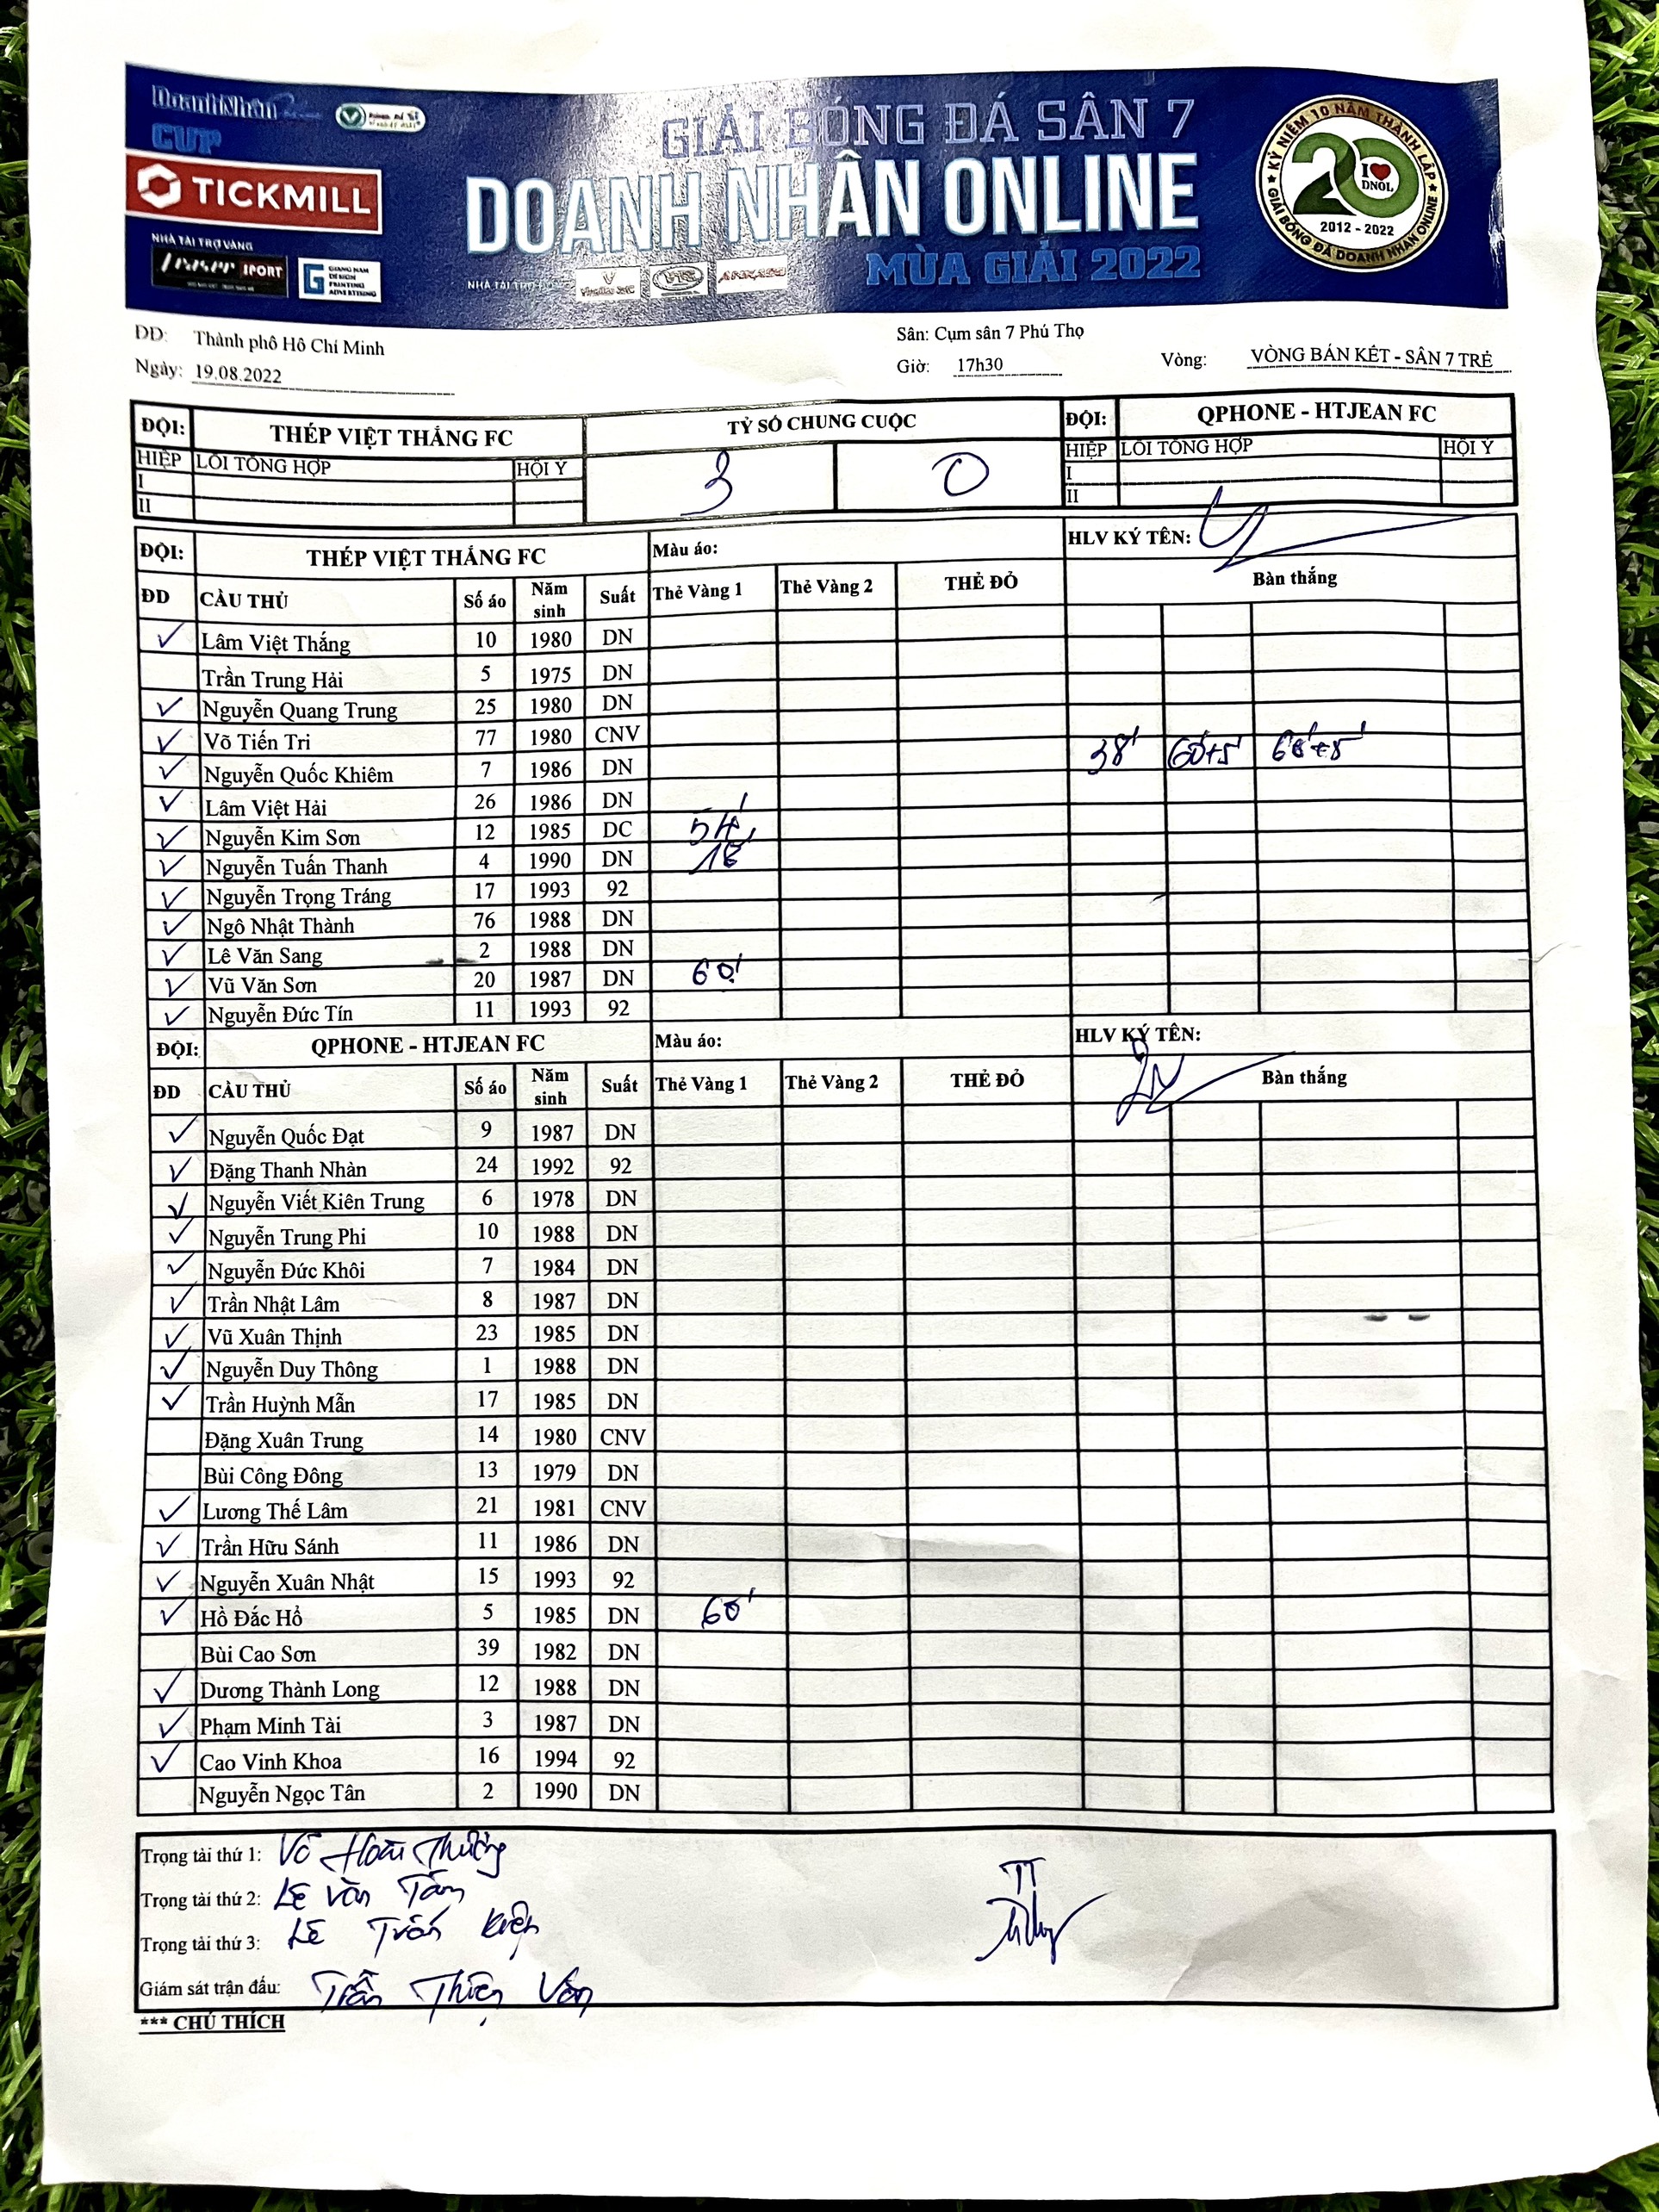 DoanhNhân
CUP
TICKMILL
NHÀ TÀI TRỢ VÀNG
SPORT
GIANG NAM
DESIGN
PRINTING
ADVERTISING
GIẢI BÓNG ĐÁ SÂN 7
DOANH NHÂN ONLINE
MÙA GIẢI 2022
NHÀ TÀI TRỢ
KỶ NIỆM 10 NĂM THÀNH LẬP
20
I ❤ DNOL
2012 - 2022
GIẢI BÓNG ĐÁ DOANH NHÂN ONLINE
ĐD: Thành phố Hồ Chí Minh Sân: Cụm sân 7 Phú Thọ
Ngày: 19.08.2022 Giờ: 17h30 Vòng: VÒNG BÁN KẾT - SÂN 7 TRẺ
ĐỘI: THÉP VIỆT THẮNG FC TỶ SỐ CHUNG CUỘC ĐỘI: QPHONE - HTJEAN FC
HIỆP LỖI TỔNG HỢP HỘI Ý 3 0 HIỆP LỖI TỔNG HỢP HỘI Ý
I I
II II
ĐỘI: THÉP VIỆT THẮNG FC Màu áo: HLV KÝ TÊN:
ĐD CẦU THỦ Số áo Năm sinh Suất Thẻ Vàng 1 Thẻ Vàng 2 THẺ ĐỎ Bàn thắng
✓ Lâm Việt Thắng 10 1980 DN
Trần Trung Hải 5 1975 DN
✓ Nguyễn Quang Trung 25 1980 DN
✓ Võ Tiến Tri 77 1980 CNV 38' 60'+5' 60'+8'
✓ Nguyễn Quốc Khiêm 7 1986 DN
✓ Lâm Việt Hải 26 1986 DN
✓ Nguyễn Kim Sơn 12 1985 DC 54'
✓ Nguyễn Tuấn Thanh 4 1990 DN 18'
✓ Nguyễn Trọng Tráng 17 1993 92
✓ Ngô Nhật Thành 76 1988 DN
✓ Lê Văn Sang 2 1988 DN
✓ Vũ Văn Sơn 20 1987 DN 60'
✓ Nguyễn Đức Tín 11 1993 92
ĐỘI: QPHONE - HTJEAN FC Màu áo: HLV KÝ TÊN:
ĐD CẦU THỦ Số áo Năm sinh Suất Thẻ Vàng 1 Thẻ Vàng 2 THẺ ĐỎ Bàn thắng
✓ Nguyễn Quốc Đạt 9 1987 DN
✓ Đặng Thanh Nhàn 24 1992 92
✓ Nguyễn Viết Kiên Trung 6 1978 DN
✓ Nguyễn Trung Phi 10 1988 DN
✓ Nguyễn Đức Khôi 7 1984 DN
✓ Trần Nhật Lâm 8 1987 DN
✓ Vũ Xuân Thịnh 23 1985 DN
✓ Nguyễn Duy Thông 1 1988 DN
✓ Trần Huỳnh Mẫn 17 1985 DN
Đặng Xuân Trung 14 1980 CNV
Bùi Công Đông 13 1979 DN
✓ Lương Thế Lâm 21 1981 CNV
✓ Trần Hữu Sánh 11 1986 DN
✓ Nguyễn Xuân Nhật 15 1993 92
✓ Hồ Đắc Hổ 5 1985 DN 60'
Bùi Cao Sơn 39 1982 DN
✓ Dương Thành Long 12 1988 DN
✓ Phạm Minh Tài 3 1987 DN
✓ Cao Vinh Khoa 16 1994 92
Nguyễn Ngọc Tân 2 1990 DN
Trọng tài thứ 1: Võ Hoài Thường
Trọng tài thứ 2: Lê Văn Tám TT
Trọng tài thứ 3: Lê Trấn Kiệp
Giám sát trận đấu: Trần Thiện Văn
*** CHÚ THÍCH